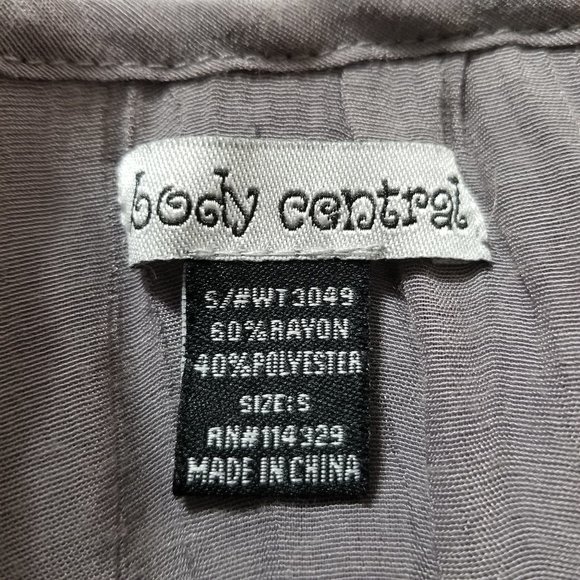 body central
S/#WT3049
60%RAYON
40%POLYESTER
SIZE:S
RN#114329
MADE IN CHINA